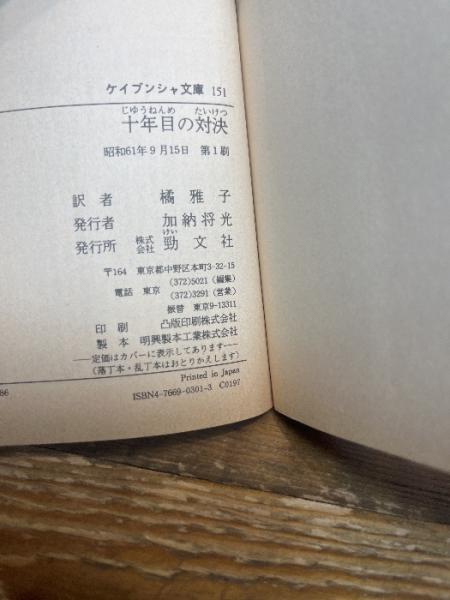 ケイブンシャ文庫 151
じゆうねんめ たいけつ
十年目の対決
昭和61年9月15日 第1刷
訳者 橘雅子
発行者 加納将光
発行所 株式会社 勁文社
けい
〒164 東京都中野区本町3-32-15
電話 東京 (372)5021(編集)
(372)3291(営業)
振替 東京9-13311
印刷 凸版印刷株式会社
製本 明興製本工業株式会社
——定価はカバーに表示してあります——
(落丁本・乱丁本はおとりかえします)
Printed in Japan
ISBN4-7669-0301-3 C0197
86